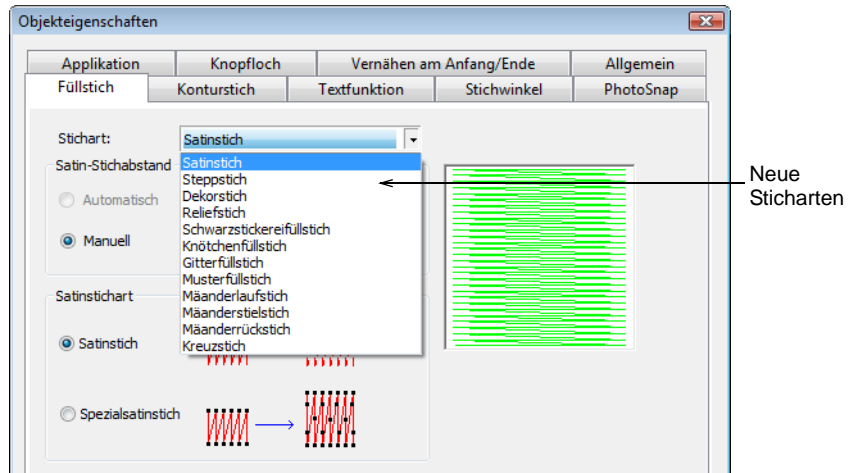 Objekteigenschaften
Applikation
Knopfloch
Vernähen am Anfang/Ende
Allgemein
Füllstich
Konturstich
Textfunktion
Stichwinkel
PhotoSnap
Stichart:
Satinstich
Satin-Stichabstand
Automatisch
Manuell
Satinstich
Steppstich
Dekorstich
Reliefstich
Schwarzstickereifüllstich
Knötchenfüllstich
Gitterfüllstich
Musterfüllstich
Mäanderlaufstich
Mäanderstielstich
Mäanderrückstich
Kreuzstich
Neue
Sticharten
Satinstichart
Satinstich
Spezialsatinstich